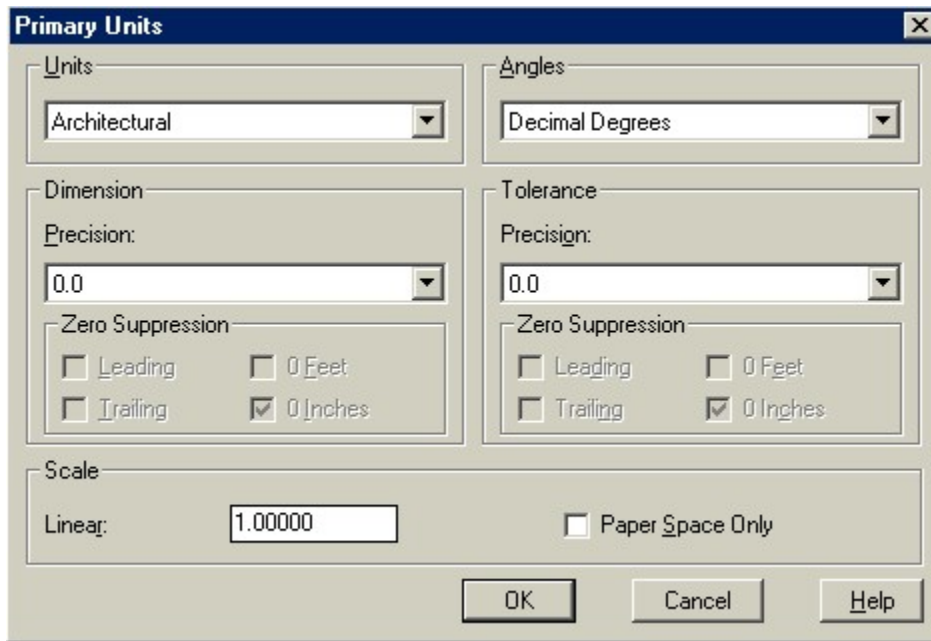 Primary Units
Units
Angles
Architectural
Decimal Degrees
Dimension
Tolerance
Precision:
Precision:
0.0
0.0
Zero Suppression
Zero Suppression
Leading
0 Feet
Leading
0 Feet
Trailing
0 Inches
Trailing
0 Inches
Scale
Linear:
1.00000
Paper Space Only
OK
Cancel
Help